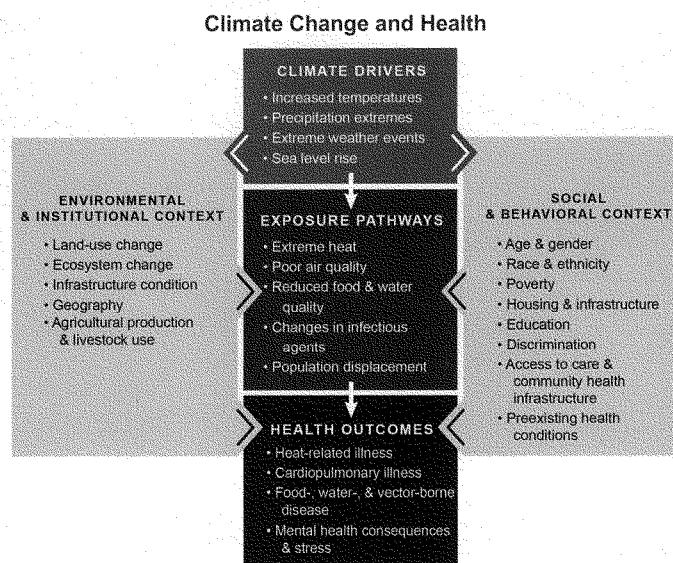 Climate Change and Health
CLIMATE DRIVERS
• Increased temperatures
• Precipitation extremes
• Extreme weather events
• Sea level rise
ENVIRONMENTAL
& INSTITUTIONAL CONTEXT
• Land-use change
• Ecosystem change
• Infrastructure condition
• Geography
• Agricultural production
& livestock use
EXPOSURE PATHWAYS
• Extreme heat
• Poor air quality
• Reduced food & water
quality
• Changes in infectious
agents
• Population displacement
SOCIAL
& BEHAVIORAL CONTEXT
• Age & gender
• Race & ethnicity
• Poverty
• Housing & infrastructure
• Education
• Discrimination
• Access to care &
community health
infrastructure
• Preexisting health
conditions
HEALTH OUTCOMES
• Heat-related illness
• Cardiopulmonary illness
• Food-, water-, & vector-borne
disease
• Mental health consequences
& stress